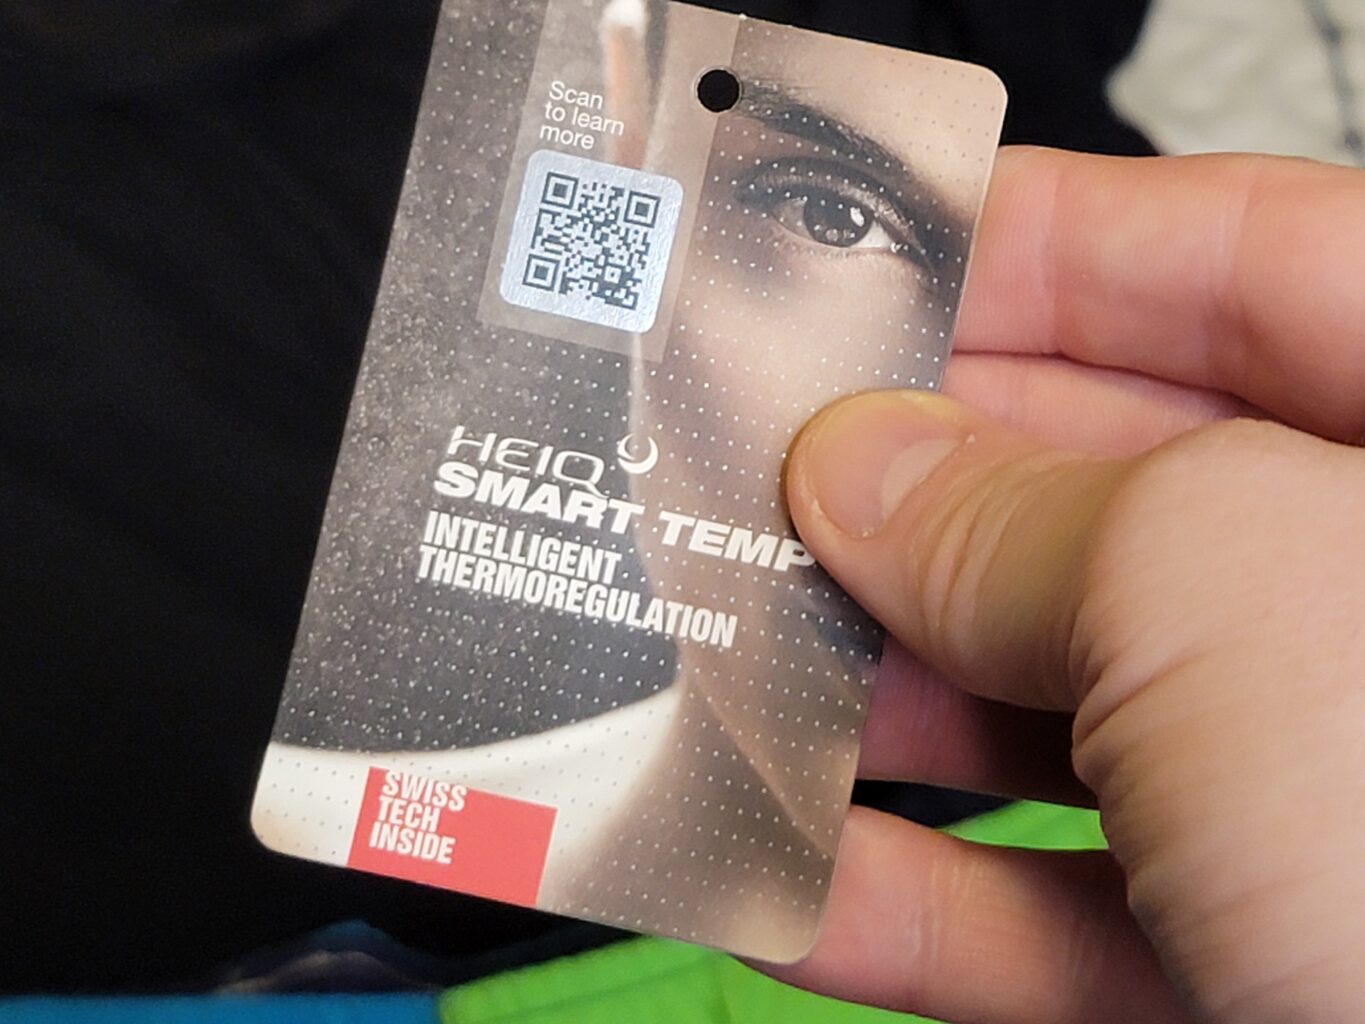 Scan
to learn
more
HEIQ
SMART TEMP
INTELLIGENT
THERMOREGULATION
SWISS
TECH
INSIDE